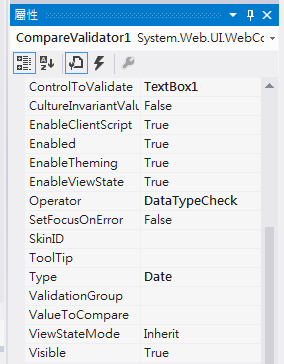 屬性
CompareValidator1 System.Web.UI.WebCo
ControlToValidate TextBox1
CultureInvariantValu False
EnableClientScript True
Enabled True
EnableTheming True
EnableViewState True
Operator DataTypeCheck
SetFocusOnError False
SkinID
ToolTip
Type Date
ValidationGroup
ValueToCompare
ViewStateMode Inherit
Visible True